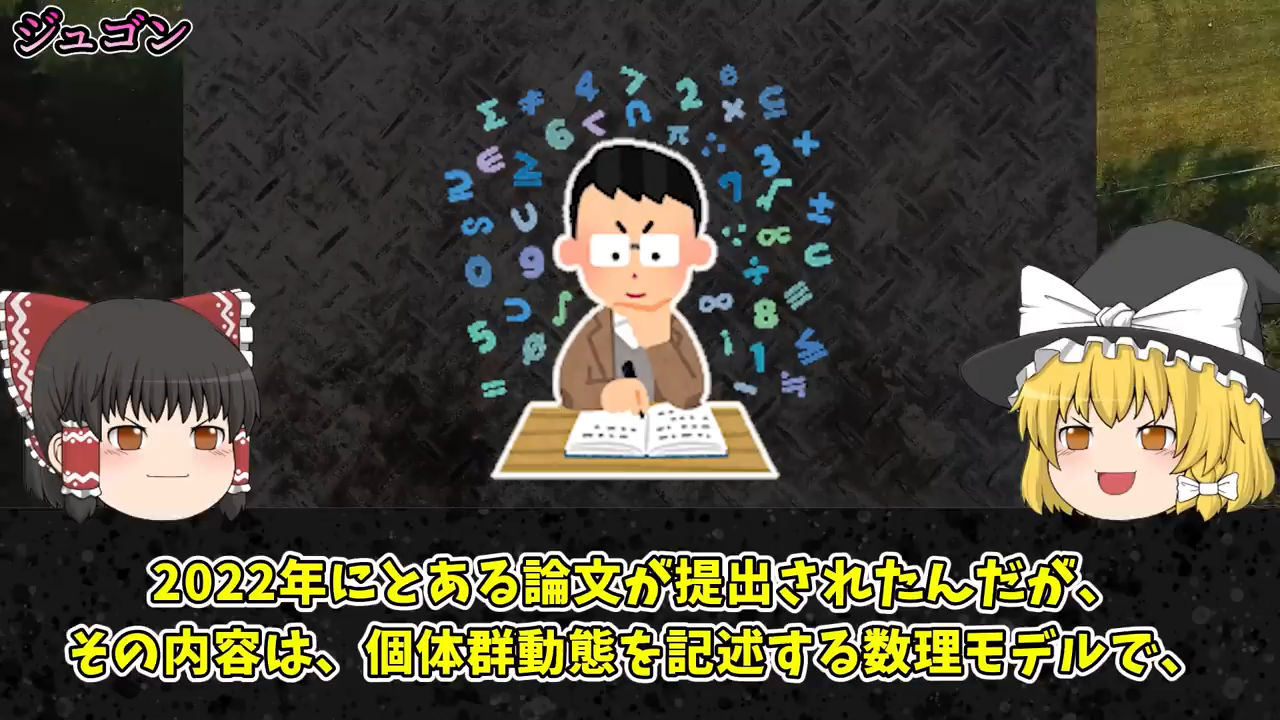 ジュゴン
2022年にとある論文が提出されたんだが、
その内容は、個体群動態を記述する数理モデルで、